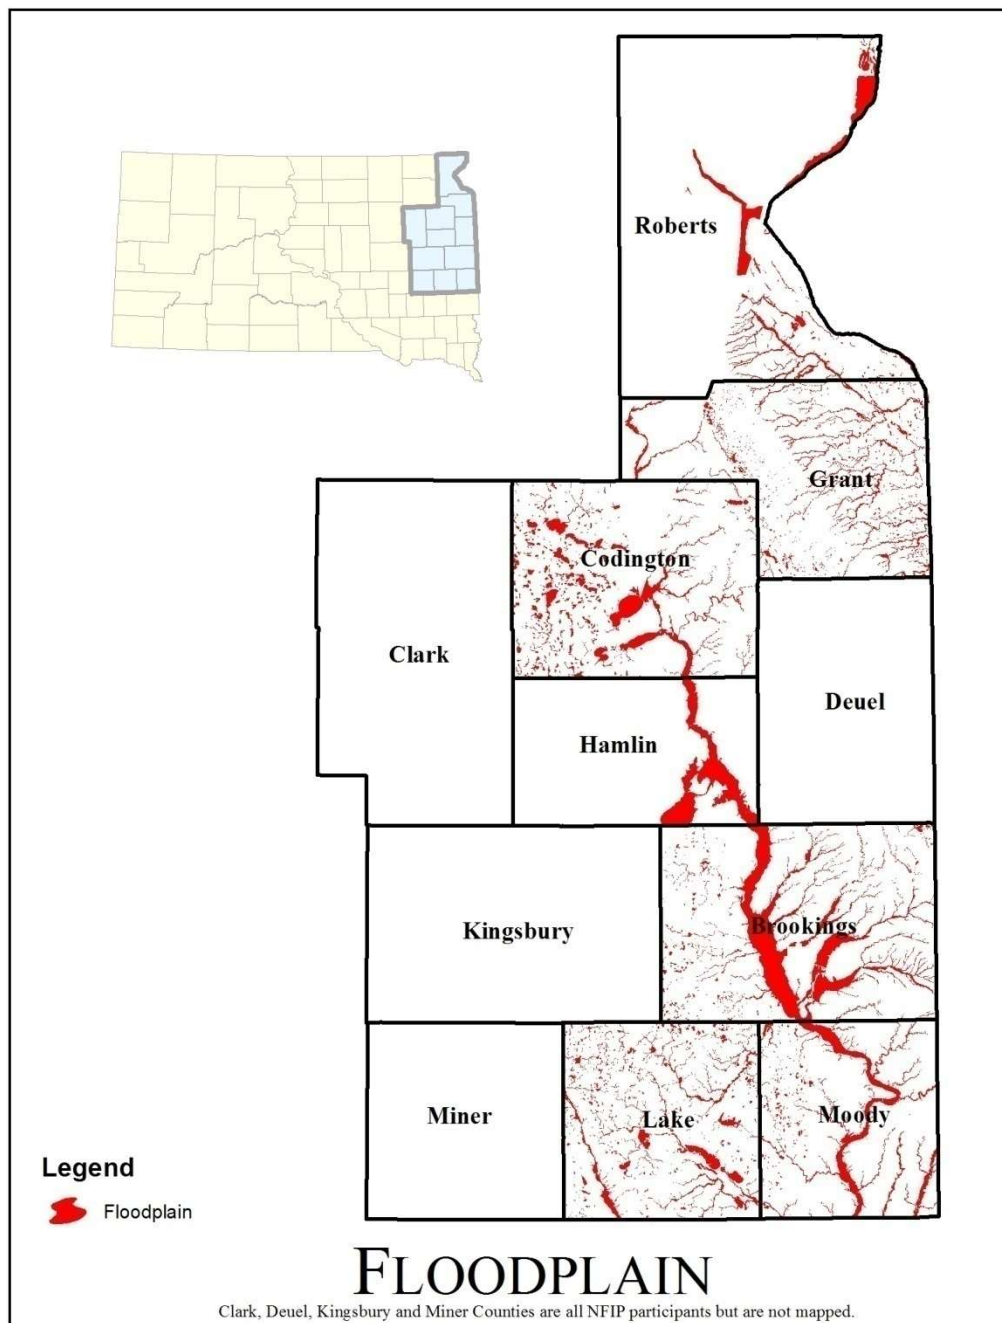 Roberts
Grant
Codington
Clark
Deuel
Hamlin
Kingsbury
Brookings
Miner
Lake
Moody
Legend
Floodplain
FLOODPLAIN
Clark, Deuel, Kingsbury and Miner Counties are all NFIP participants but are not mapped.